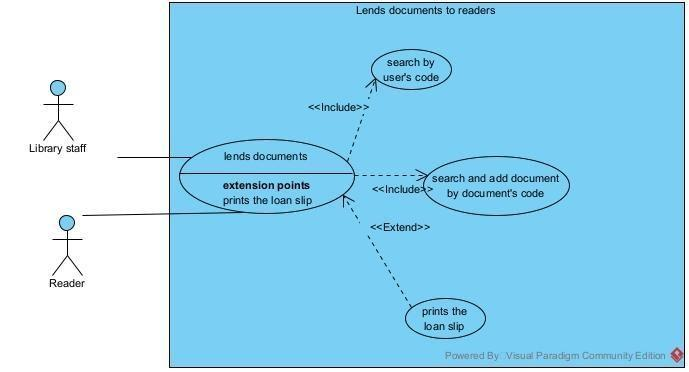 Lends documents to readers
search by
user's code
<<Include>>
Library staff
lends documents
extension points
prints the loan slip
search and add document
by document's code
<<Include>>
<<Extend>>
Reader
prints the
loan slip
Powered By: Visual Paradigm Community Edition